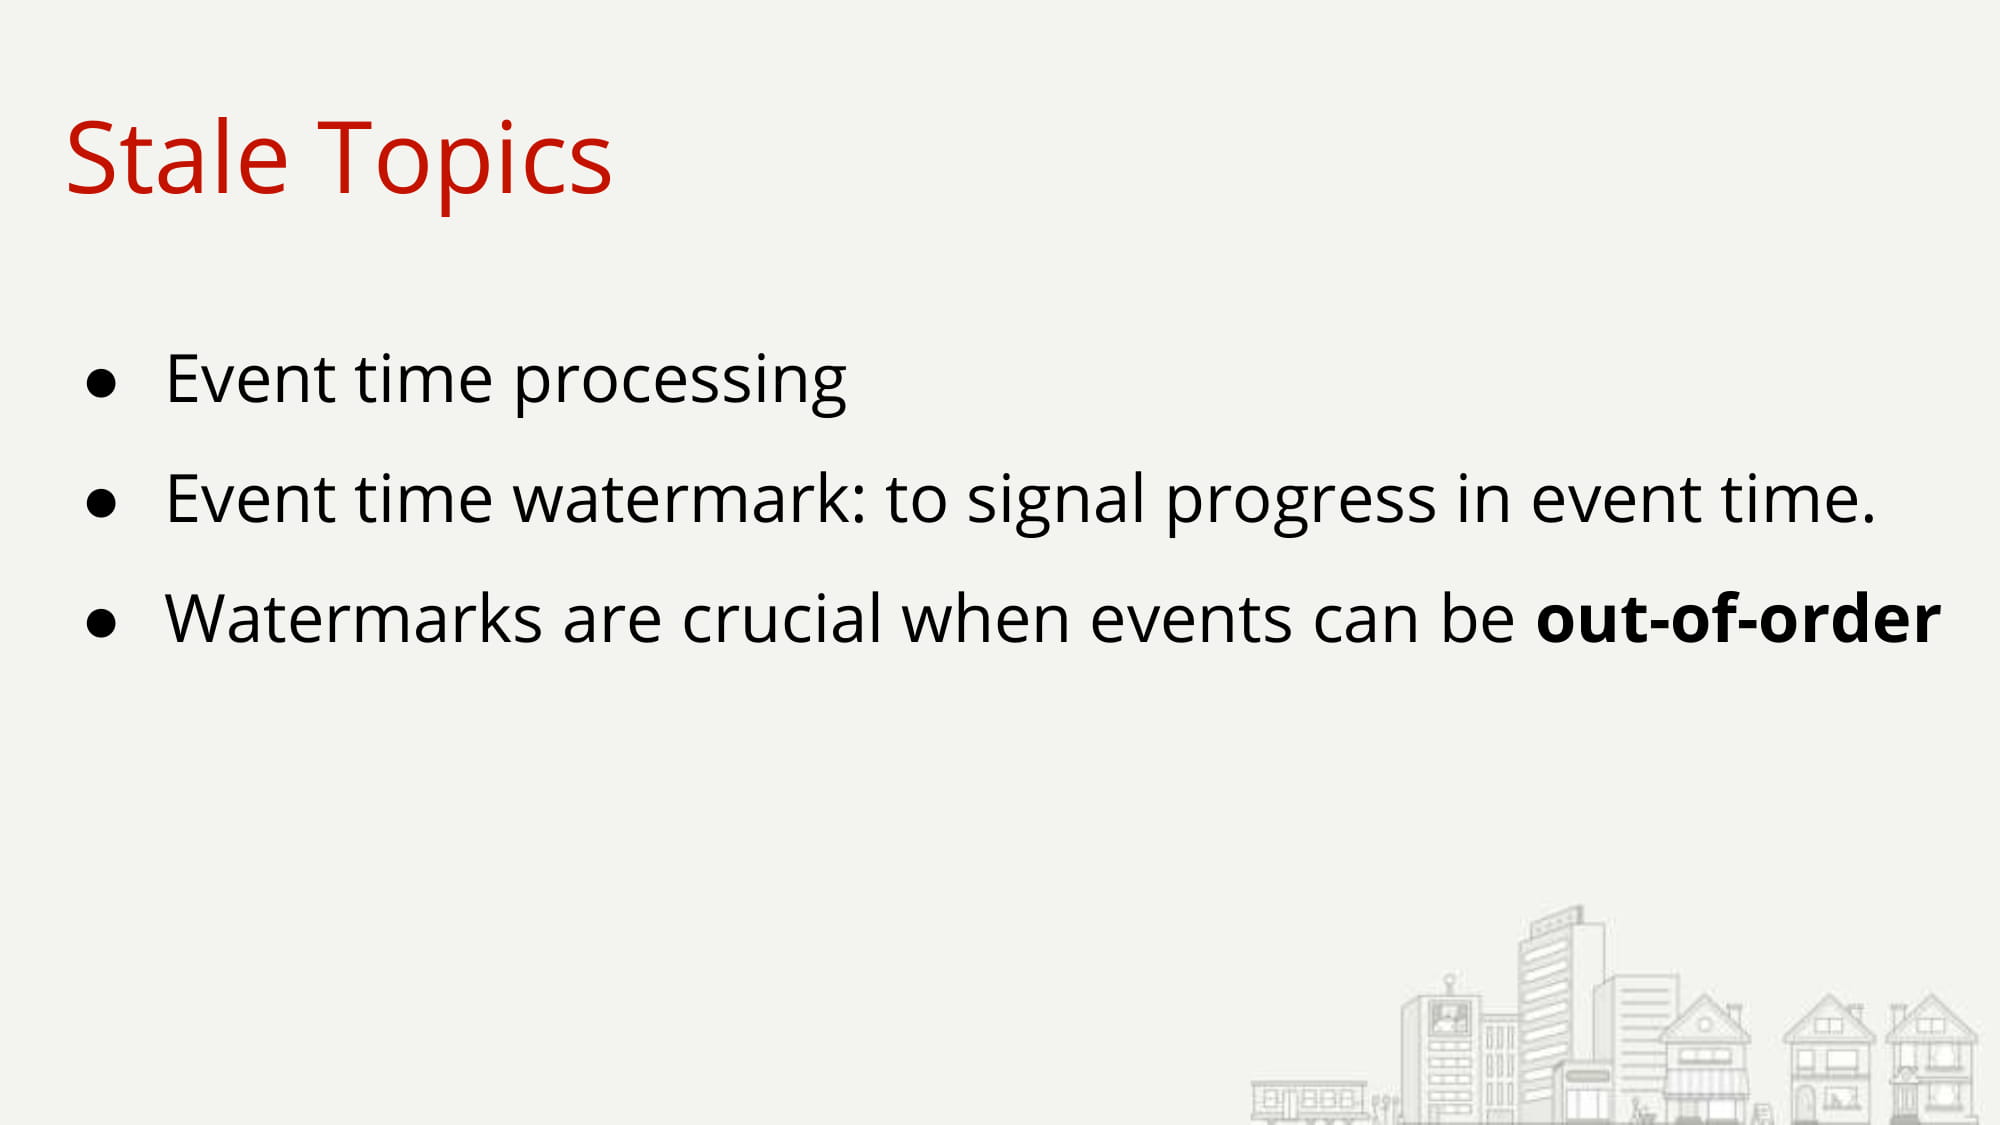 Stale Topics
● Event time processing
● Event time watermark: to signal progress in event time.
● Watermarks are crucial when events can be out-of-order